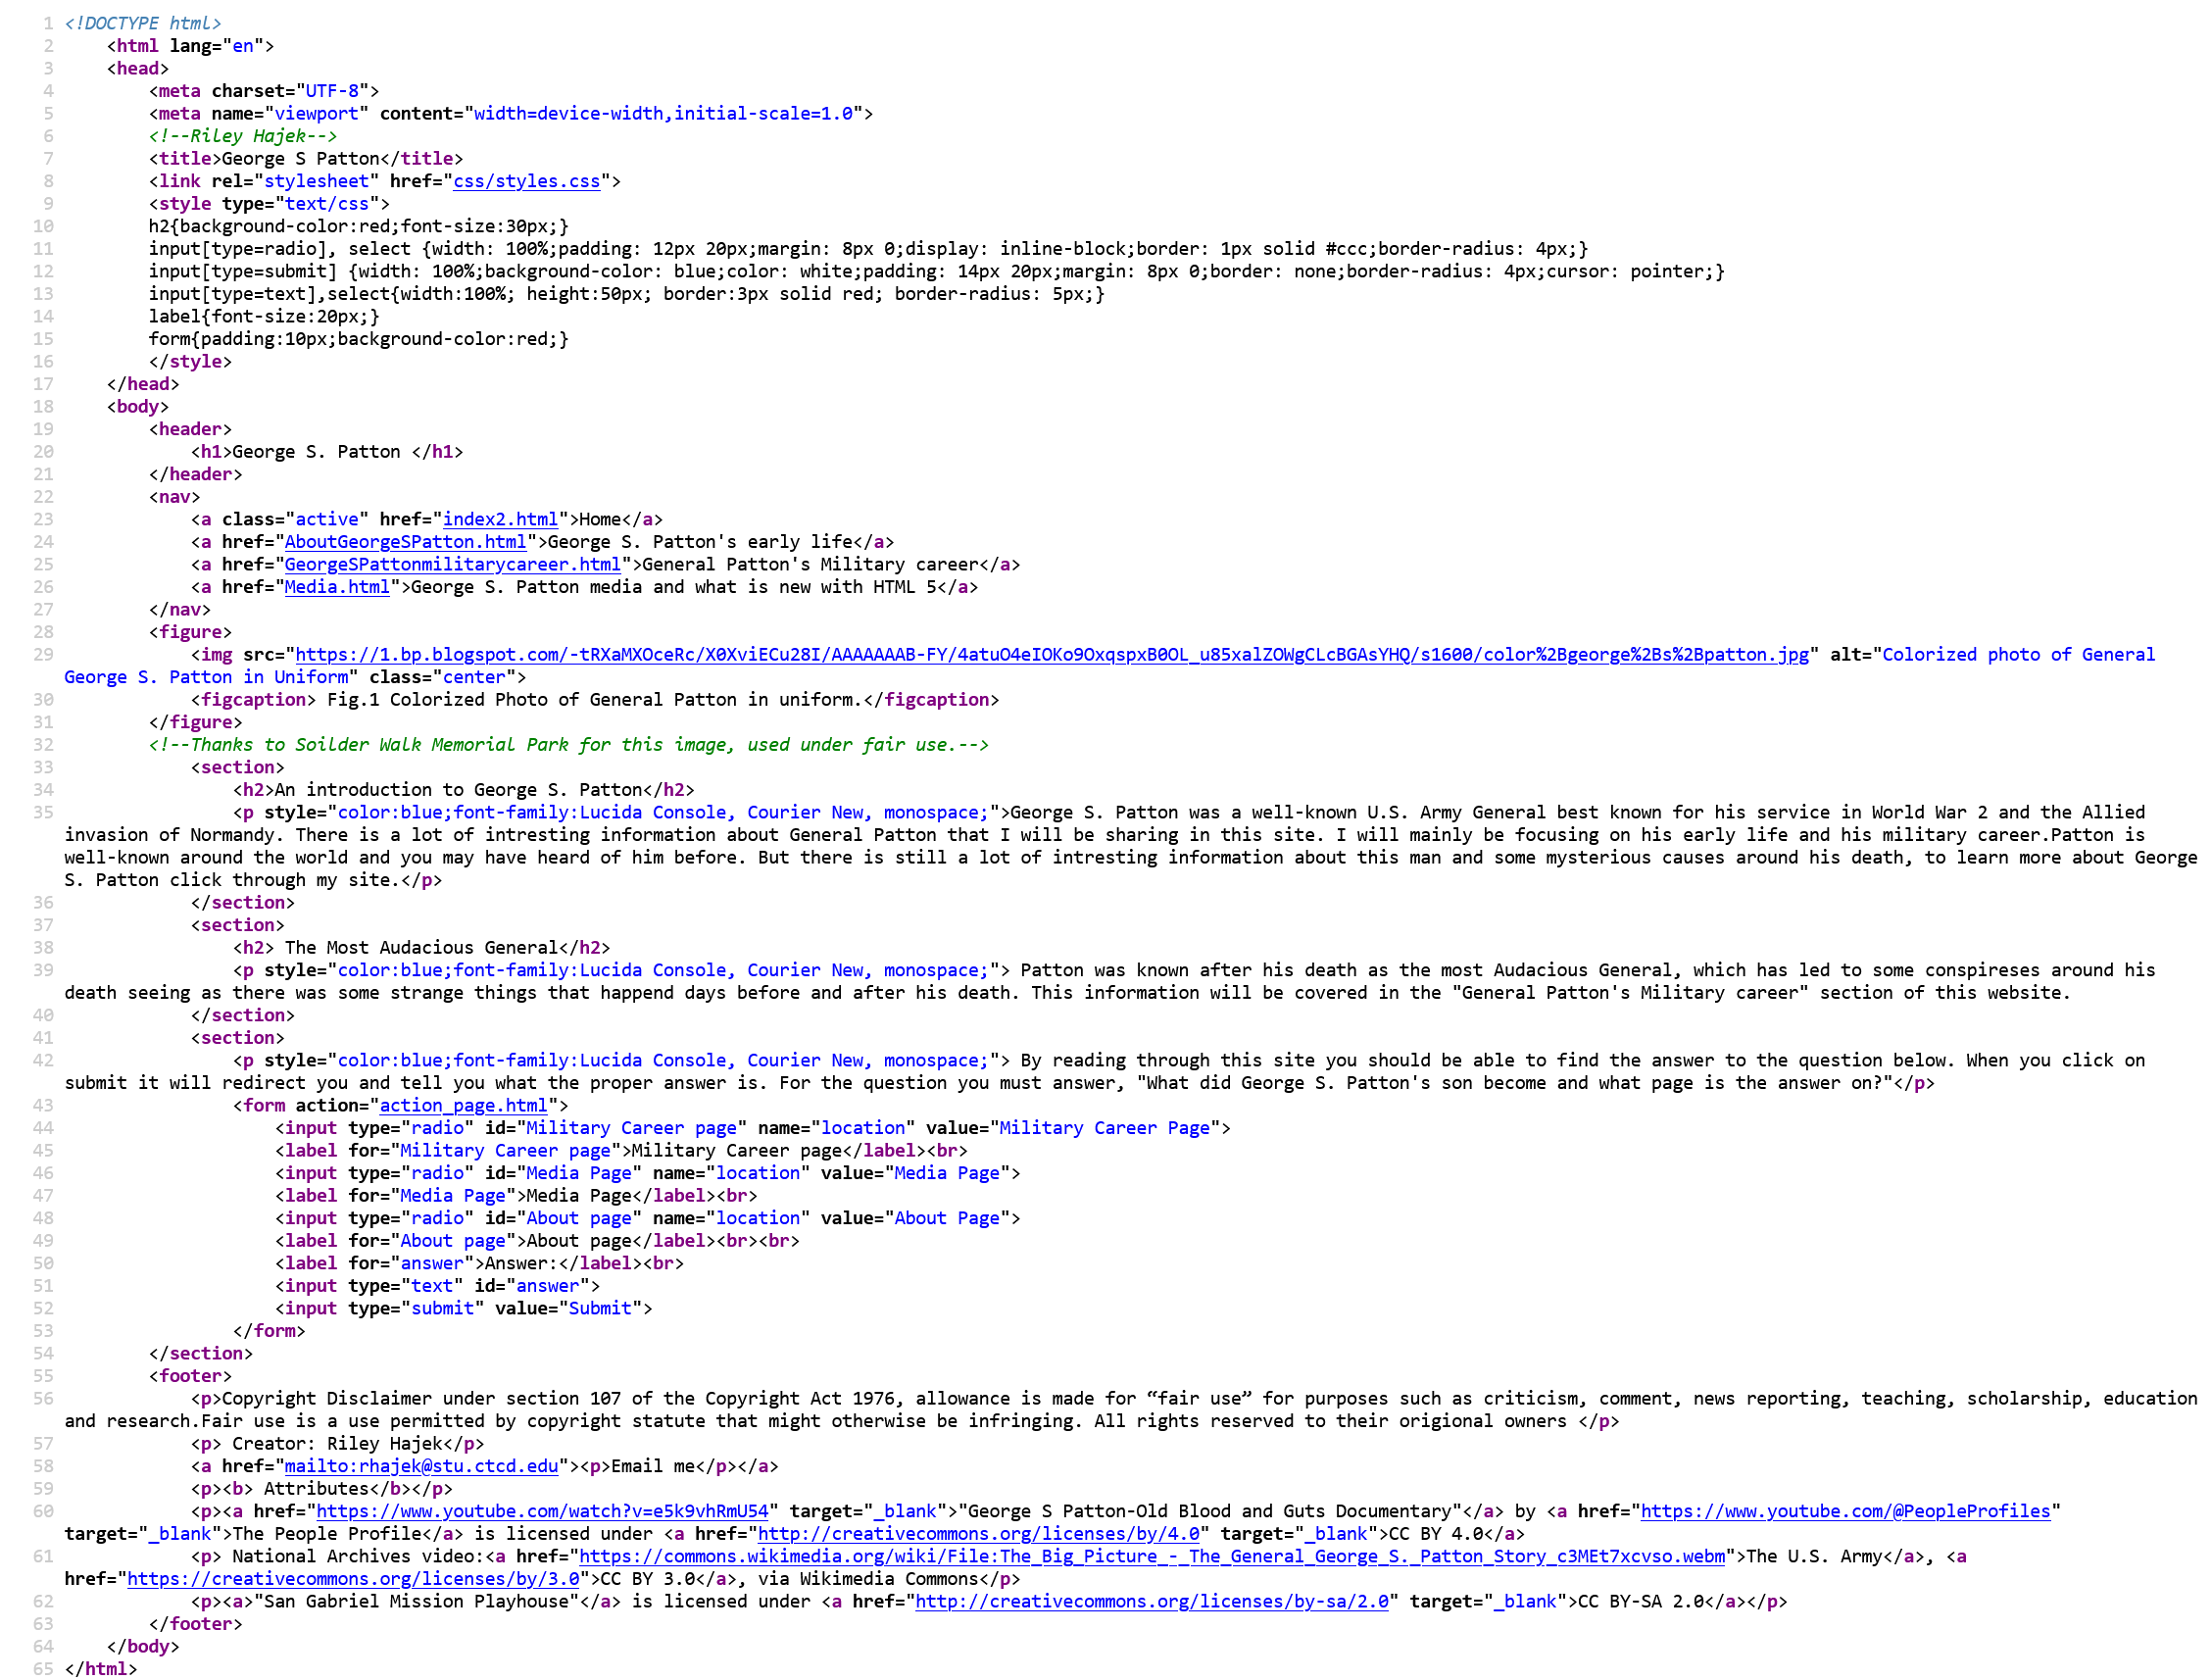 1 <!DOCTYPE html>
2 <html lang="en">
3 <head>
4 <meta charset="UTF-8">
5 <meta name="viewport" content="width=device-width,initial-scale=1.0">
6 <!--Riley Hajek-->
7 <title>George S Patton</title>
8 <link rel="stylesheet" href="css/styles.css">
9 <style type="text/css">
10 h2{background-color:red;font-size:30px;}
11 input[type=radio], select {width: 100%;padding: 12px 20px;margin: 8px 0;display: inline-block;border: 1px solid #ccc;border-radius: 4px;}
12 input[type=submit] {width: 100%;background-color: blue;color: white;padding: 14px 20px;margin: 8px 0;border: none;border-radius: 4px;cursor: pointer;}
13 input[type=text],select{width:100%; height:50px; border:3px solid red; border-radius: 5px;}
14 label{font-size:20px;}
15 form{padding:10px;background-color:red;}
16 </style>
17 </head>
18 <body>
19 <header>
20 <h1>George S. Patton </h1>
21 </header>
22 <nav>
23 <a class="active" href="index2.html">Home</a>
24 <a href="AboutGeorgeSPatton.html">George S. Patton's early life</a>
25 <a href="GeorgeSPattonmilitarycareer.html">General Patton's Military career</a>
26 <a href="Media.html">George S. Patton media and what is new with HTML 5</a>
27 </nav>
28 <figure>
29 <img src="https://1.bp.blogspot.com/-tRXaMXOceRc/X0XviECu28I/AAAAAAAB-FY/4atuO4eIOKo9OxqspxB0OL_u85xalZOWgCLcBGAsYHQ/s1600/color%2Bgeorge%2Bs%2Bpatton.jpg" alt="Colorized photo of General
George S. Patton in Uniform" class="center">
30 <figcaption> Fig.1 Colorized Photo of General Patton in uniform.</figcaption>
31 </figure>
32 <!--Thanks to Soilder Walk Memorial Park for this image, used under fair use.-->
33 <section>
34 <h2>An introduction to George S. Patton</h2>
35 <p style="color:blue;font-family:Lucida Console, Courier New, monospace;">George S. Patton was a well-known U.S. Army General best known for his service in World War 2 and the Allied
invasion of Normandy. There is a lot of intresting information about General Patton that I will be sharing in this site. I will mainly be focusing on his early life and his military career.Patton is
well-known around the world and you may have heard of him before. But there is still a lot of intresting information about this man and some mysterious causes around his death, to learn more about George
S. Patton click through my site.</p>
36 </section>
37 <section>
38 <h2> The Most Audacious General</h2>
39 <p style="color:blue;font-family:Lucida Console, Courier New, monospace;"> Patton was known after his death as the most Audacious General, which has led to some conspireses around his
death seeing as there was some strange things that happend days before and after his death. This information will be covered in the "General Patton's Military career" section of this website.
40 </section>
41 <section>
42 <p style="color:blue;font-family:Lucida Console, Courier New, monospace;"> By reading through this site you should be able to find the answer to the question below. When you click on
submit it will redirect you and tell you what the proper answer is. For the question you must answer, "What did George S. Patton's son become and what page is the answer on?"</p>
43 <form action="action_page.html">
44 <input type="radio" id="Military Career page" name="location" value="Military Career Page">
45 <label for="Military Career page">Military Career page</label><br>
46 <input type="radio" id="Media Page" name="location" value="Media Page">
47 <label for="Media Page">Media Page</label><br>
48 <input type="radio" id="About page" name="location" value="About Page">
49 <label for="About page">About page</label><br><br>
50 <label for="answer">Answer:</label><br>
51 <input type="text" id="answer">
52 <input type="submit" value="Submit">
53 </form>
54 </section>
55 <footer>
56 <p>Copyright Disclaimer under section 107 of the Copyright Act 1976, allowance is made for “fair use” for purposes such as criticism, comment, news reporting, teaching, scholarship, education
and research.Fair use is a use permitted by copyright statute that might otherwise be infringing. All rights reserved to their origional owners </p>
57 <p> Creator: Riley Hajek</p>
58 <a href="mailto:rhajek@stu.ctcd.edu"><p>Email me</p></a>
59 <p><b> Attributes</b></p>
60 <p><a href="https://www.youtube.com/watch?v=e5k9vhRmU54" target="_blank">"George S Patton-Old Blood and Guts Documentary"</a> by <a href="https://www.youtube.com/@PeopleProfiles"
target="_blank">The People Profile</a> is licensed under <a href="http://creativecommons.org/licenses/by/4.0" target="_blank">CC BY 4.0</a>
61 <p> National Archives video:<a href="https://commons.wikimedia.org/wiki/File:The_Big_Picture_-_The_General_George_S._Patton_Story_c3MEt7xcvso.webm">The U.S. Army</a>, <a
href="https://creativecommons.org/licenses/by/3.0">CC BY 3.0</a>, via Wikimedia Commons</p>
62 <p><a>"San Gabriel Mission Playhouse"</a> is licensed under <a href="http://creativecommons.org/licenses/by-sa/2.0" target="_blank">CC BY-SA 2.0</a></p>
63 </footer>
64 </body>
65 </html>